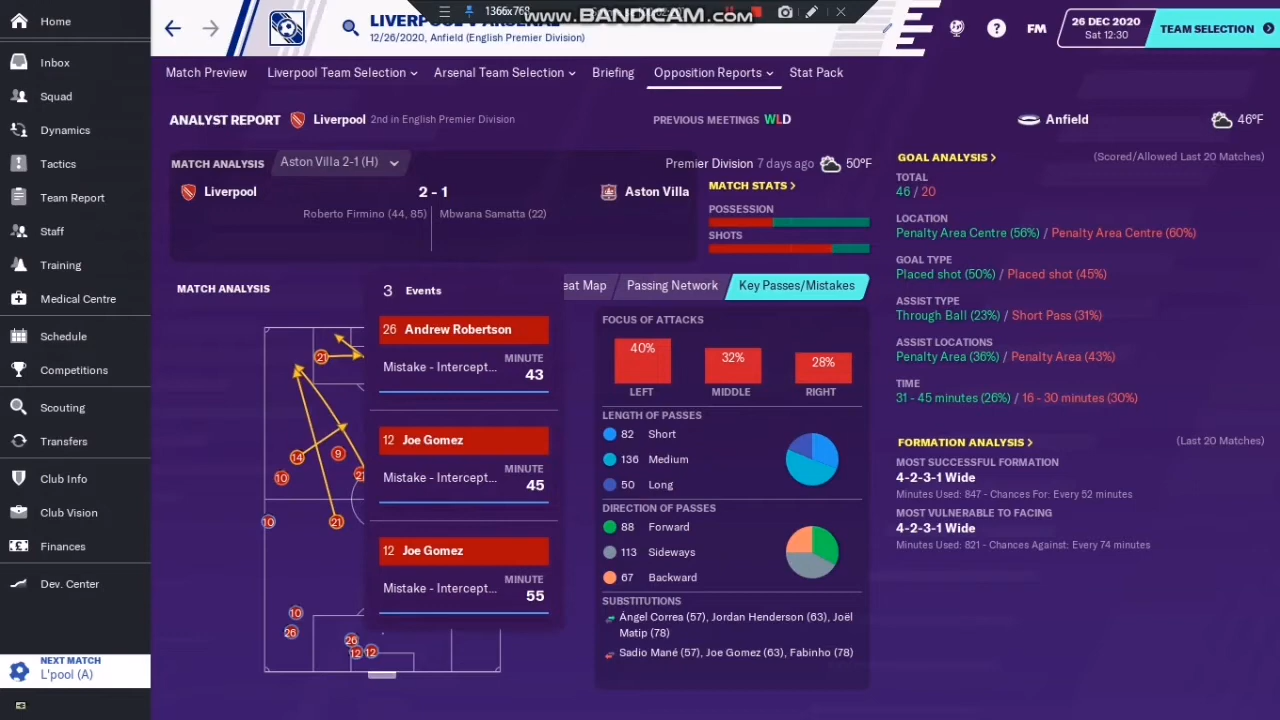 1366x768
www.BANDICAM.com
LIVERPOOL
12/26/2020, Anfield (English Premier Division)
FM
26 DEC 2020
Sat 12:30
TEAM SELECTION
Home
Inbox
Squad
Dynamics
Tactics
Team Report
Staff
Training
Medical Centre
Schedule
Competitions
Scouting
Transfers
Club Info
Club Vision
Finances
Dev. Center
NEXT MATCH
L'pool (A)
Match Preview
Liverpool Team Selection
Arsenal Team Selection
Briefing
Opposition Reports
Stat Pack
ANALYST REPORT
Liverpool 2nd in English Premier Division
PREVIOUS MEETINGS WLD
Anfield
46°F
MATCH ANALYSIS
Aston Villa 2-1 (H)
Premier Division 7 days ago 50°F
Liverpool 2 - 1 Aston Villa
Roberto Firmino (44, 85) Mbwana Samatta (22)
MATCH STATS >
POSSESSION
SHOTS
MATCH ANALYSIS
3 Events
26 Andrew Robertson
Mistake - Intercept...
MINUTE
43
12 Joe Gomez
Mistake - Intercept...
MINUTE
45
12 Joe Gomez
Mistake - Intercept...
MINUTE
55
21
14
9
10
21
10
21
10
26
26
12
12
eat Map
Passing Network
Key Passes/Mistakes
FOCUS OF ATTACKS
40%
32%
28%
LEFT
MIDDLE
RIGHT
LENGTH OF PASSES
82 Short
136 Medium
50 Long
DIRECTION OF PASSES
88 Forward
113 Sideways
67 Backward
SUBSTITUTIONS
Ángel Correa (57), Jordan Henderson (63), Joël
Matip (78)
Sadio Mané (57), Joe Gomez (63), Fabinho (78)
GOAL ANALYSIS >
(Scored/Allowed Last 20 Matches)
TOTAL
46 / 20
LOCATION
Penalty Area Centre (56%) / Penalty Area Centre (60%)
GOAL TYPE
Placed shot (50%) / Placed shot (45%)
ASSIST TYPE
Through Ball (23%) / Short Pass (31%)
ASSIST LOCATIONS
Penalty Area (36%) / Penalty Area (43%)
TIME
31 - 45 minutes (26%) / 16 - 30 minutes (30%)
FORMATION ANALYSIS >
(Last 20 Matches)
MOST SUCCESSFUL FORMATION
4-2-3-1 Wide
Minutes Used: 847 - Chances For: Every 52 minutes
MOST VULNERABLE TO FACING
4-2-3-1 Wide
Minutes Used: 821 - Chances Against: Every 74 minutes